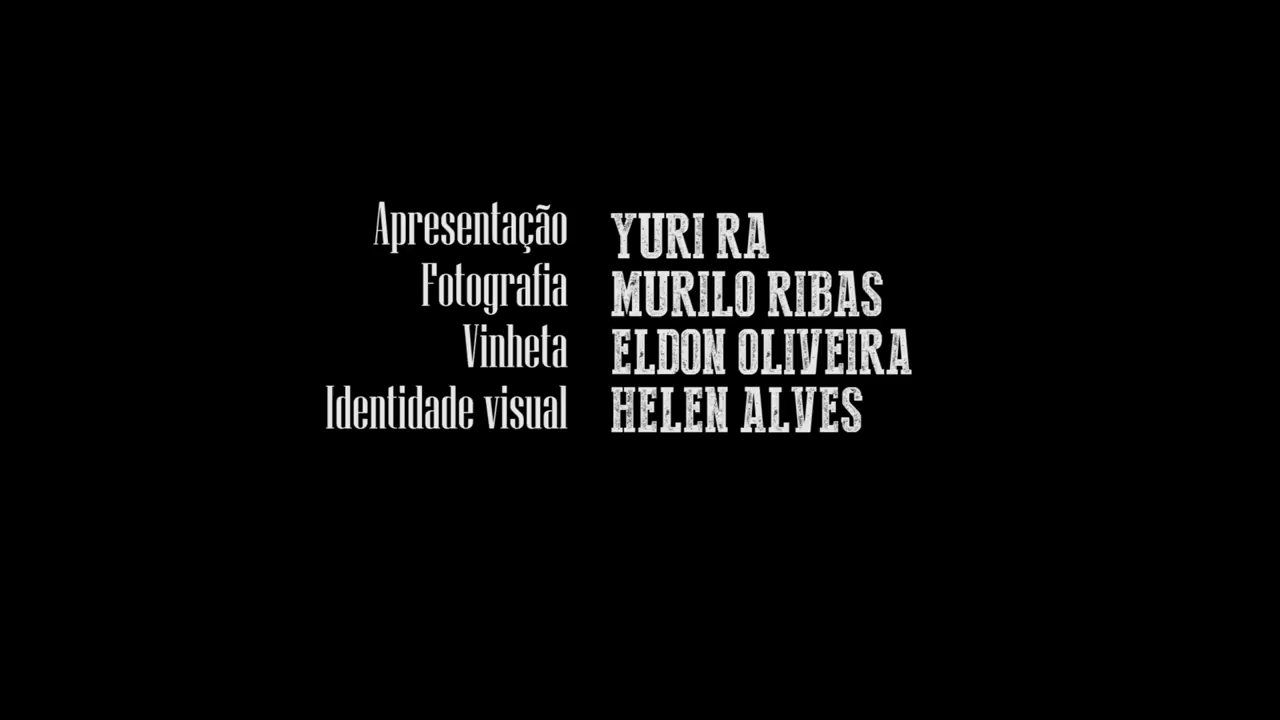 Apresentação YURI RA
Fotografia MURILO RIBAS
Vinheta ELDON OLIVEIRA
Identidade visual HELEN ALVES